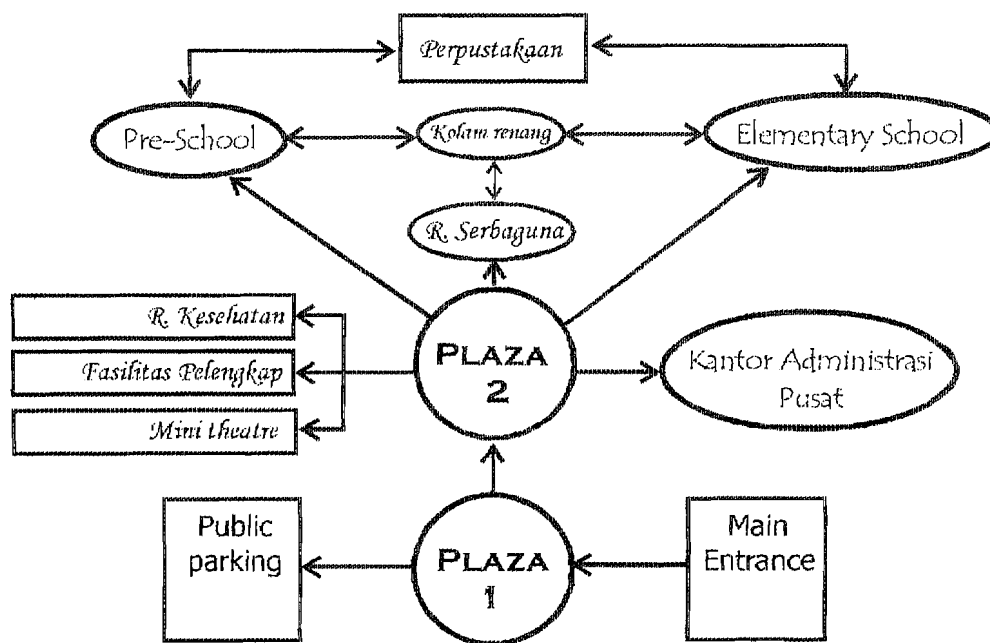 Perpustakaan
Pre-School
Kolam renang
Elementary School
R. Serbaguna
R. Kesehatan
Fasilitas Pelengkap
Mini theatre
PLAZA
2
Kantor Administrasi
Pusat
Public
parking
PLAZA
1
Main
Entrance